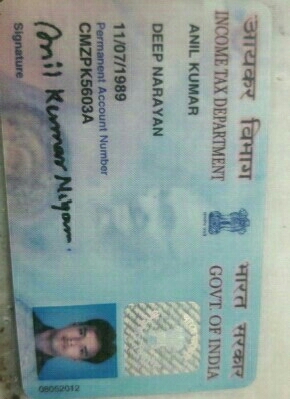 आयकर विभाग
भारत सरकार
INCOME TAX DEPARTMENT
GOVT. OF INDIA
ANIL KUMAR
DEEP NARAYAN
11/07/1989
Permanent Account Number
CMZPK5603A
Anil Kumar Nigam.
Signature